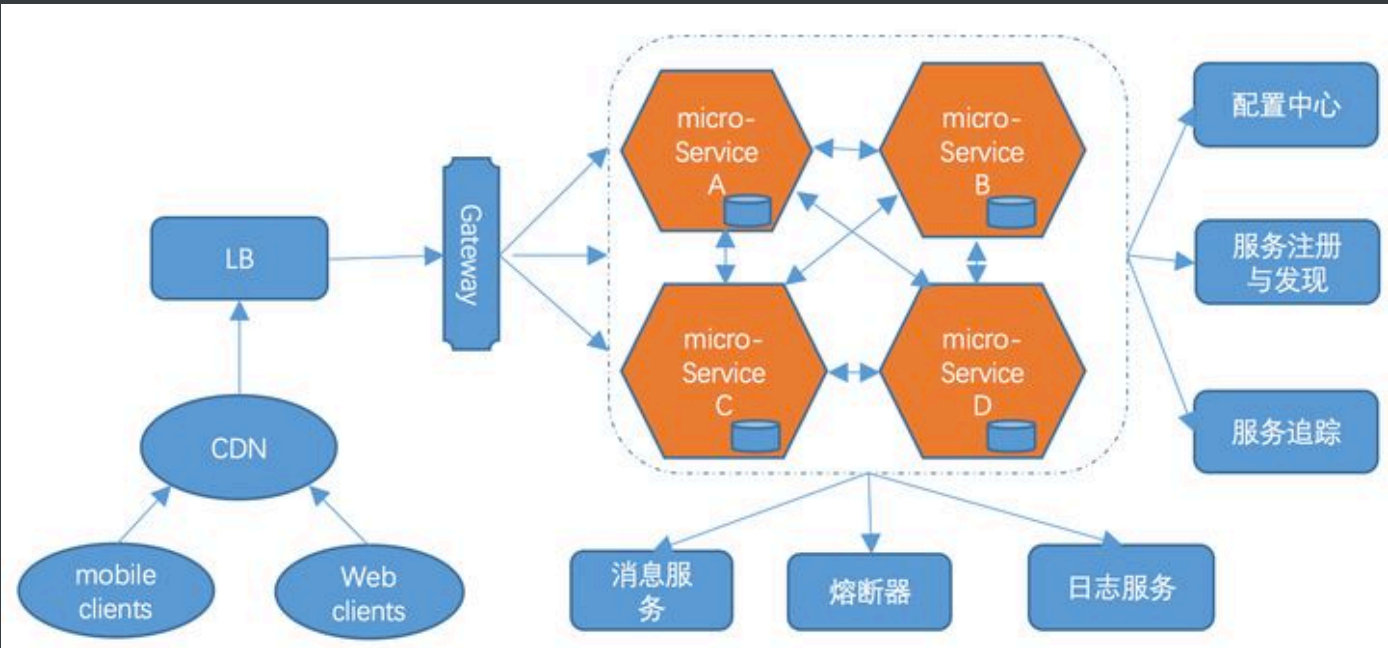 micro-
Service
A
micro-
Service
B
配置中心
Gateway
LB
服务注册
与发现
micro-
Service
C
micro-
Service
D
服务追踪
CDN
mobile
clients
Web
clients
消息服
务
熔断器
日志服务